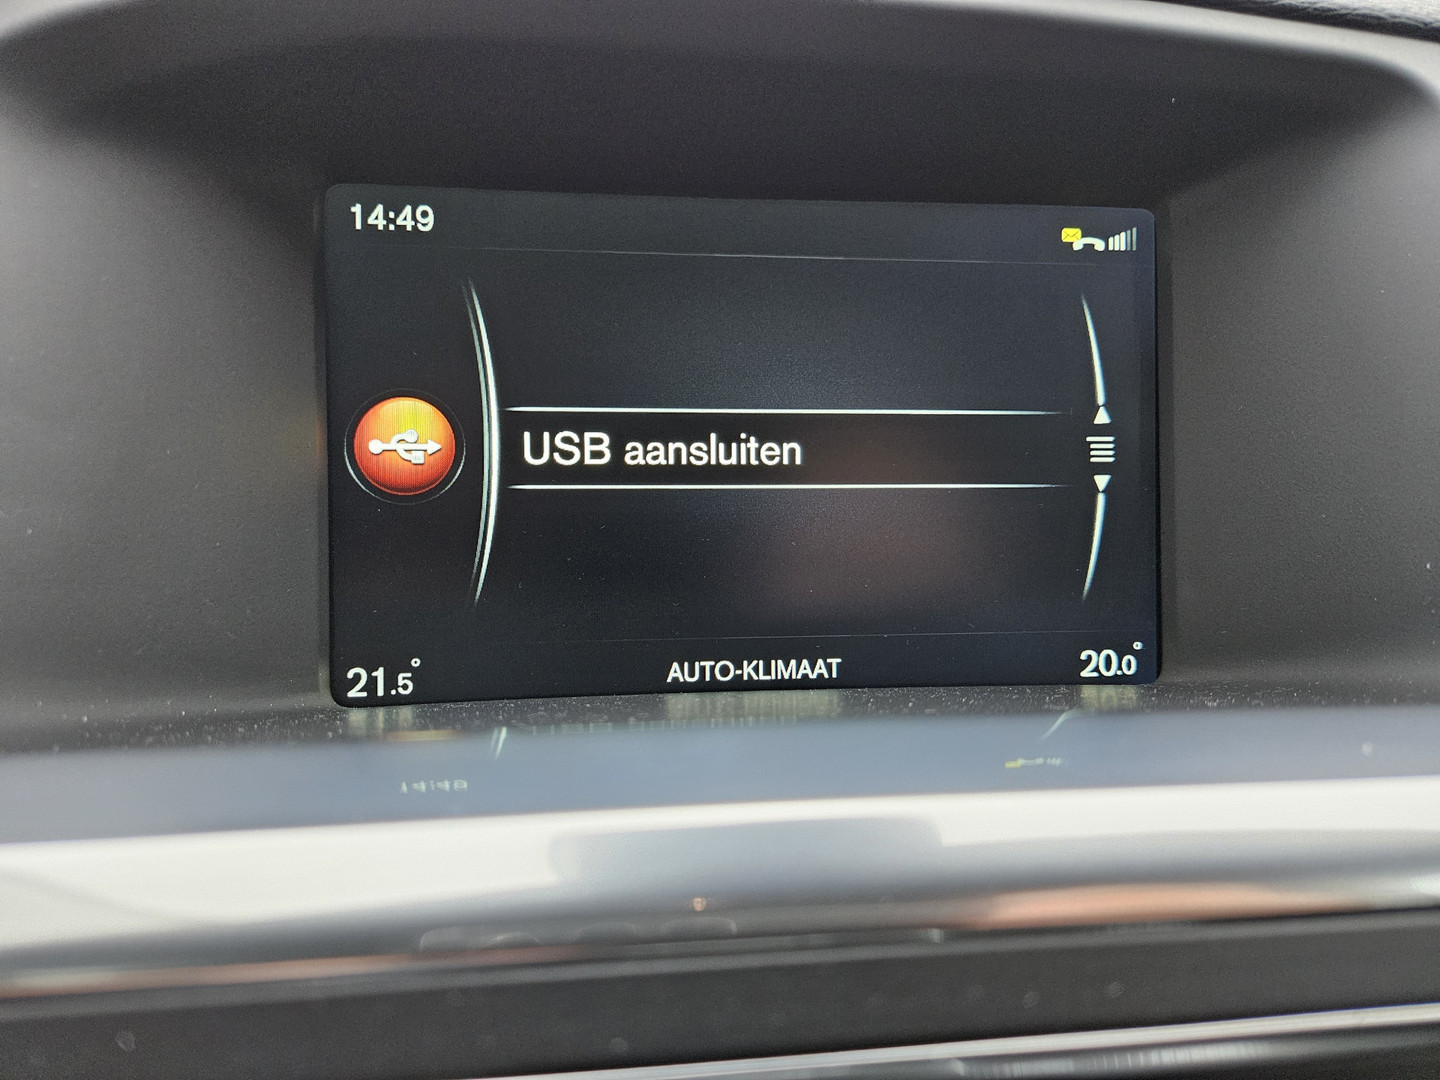 14:49
USB aansluiten
21.5°
AUTO-KLIMAAT
20.0°